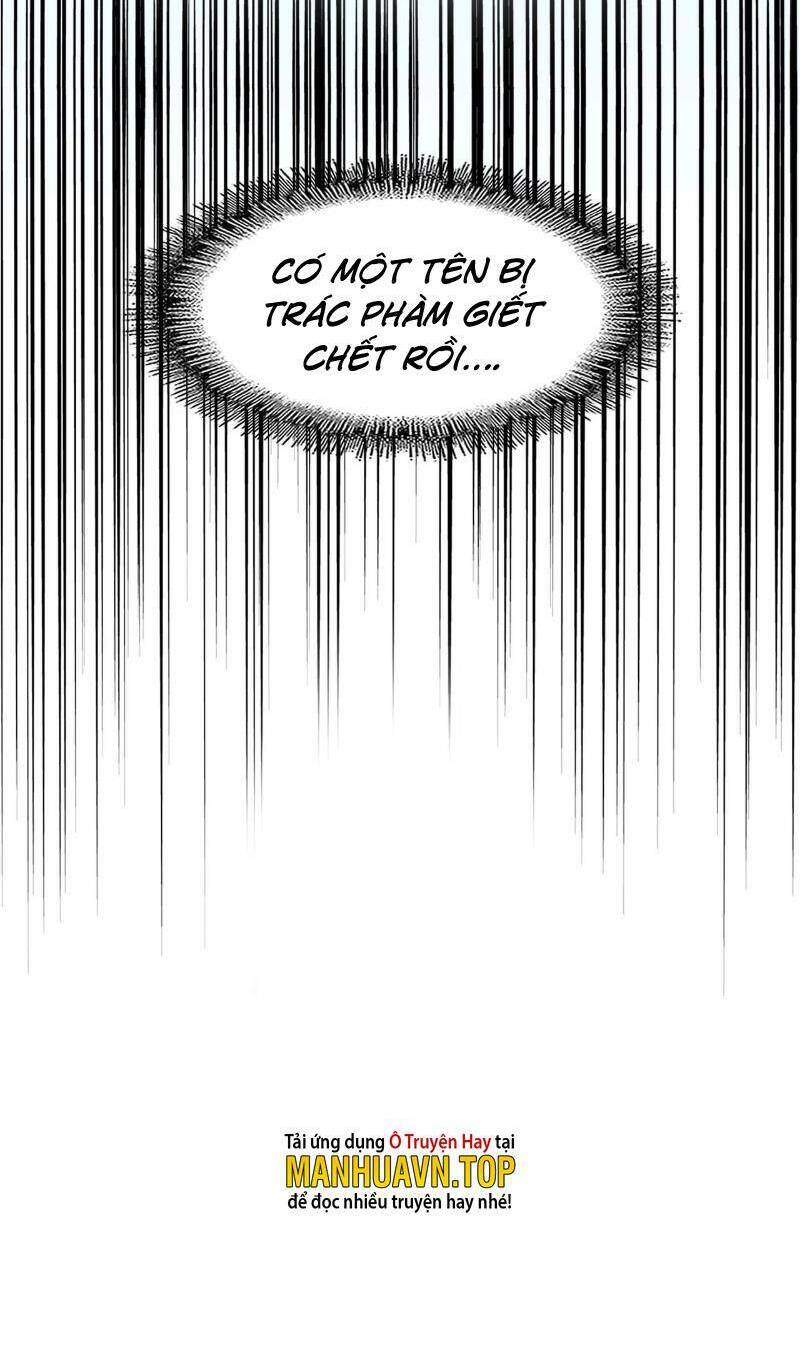 CÓ MỘT TÊN BỊ
TRÁC PHÀM GIẾT
CHẾT RỒI....
Tải ứng dụng Ô Truyện Hay tại
MANHUAVN.TOP
để đọc nhiều truyện hay nhé!